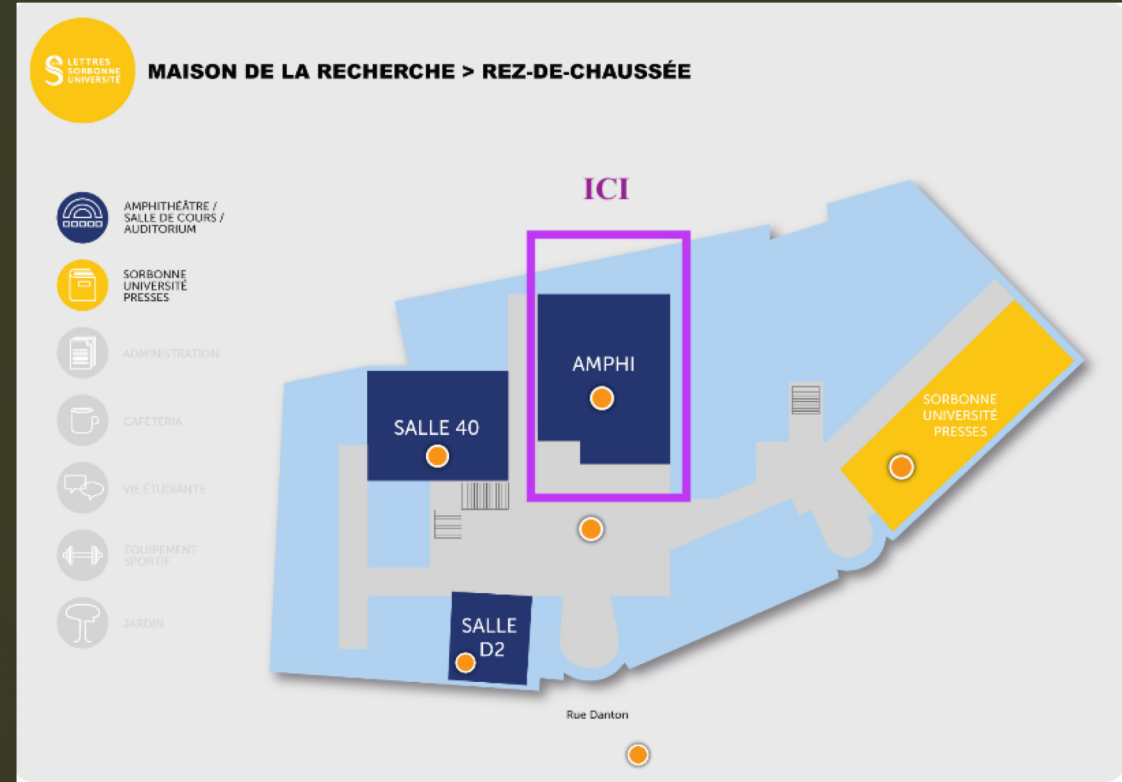 LETTRES
SORBONNE
UNIVERSITÉ
MAISON DE LA RECHERCHE > REZ-DE-CHAUSSÉE
ICI
AMPHITHÉÂTRE /
SALLE DE COURS /
AUDITORIUM
SORBONNE
UNIVERSITÉ
PRESSES
ADMINISTRATION
CAFÉTERIA
VIE ÉTUDIANTE
ÉQUIPEMENT
SPORTIF
JARDIN
AMPHI
SALLE 40
SORBONNE
UNIVERSITÉ
PRESSES
SALLE
D2
Rue Danton